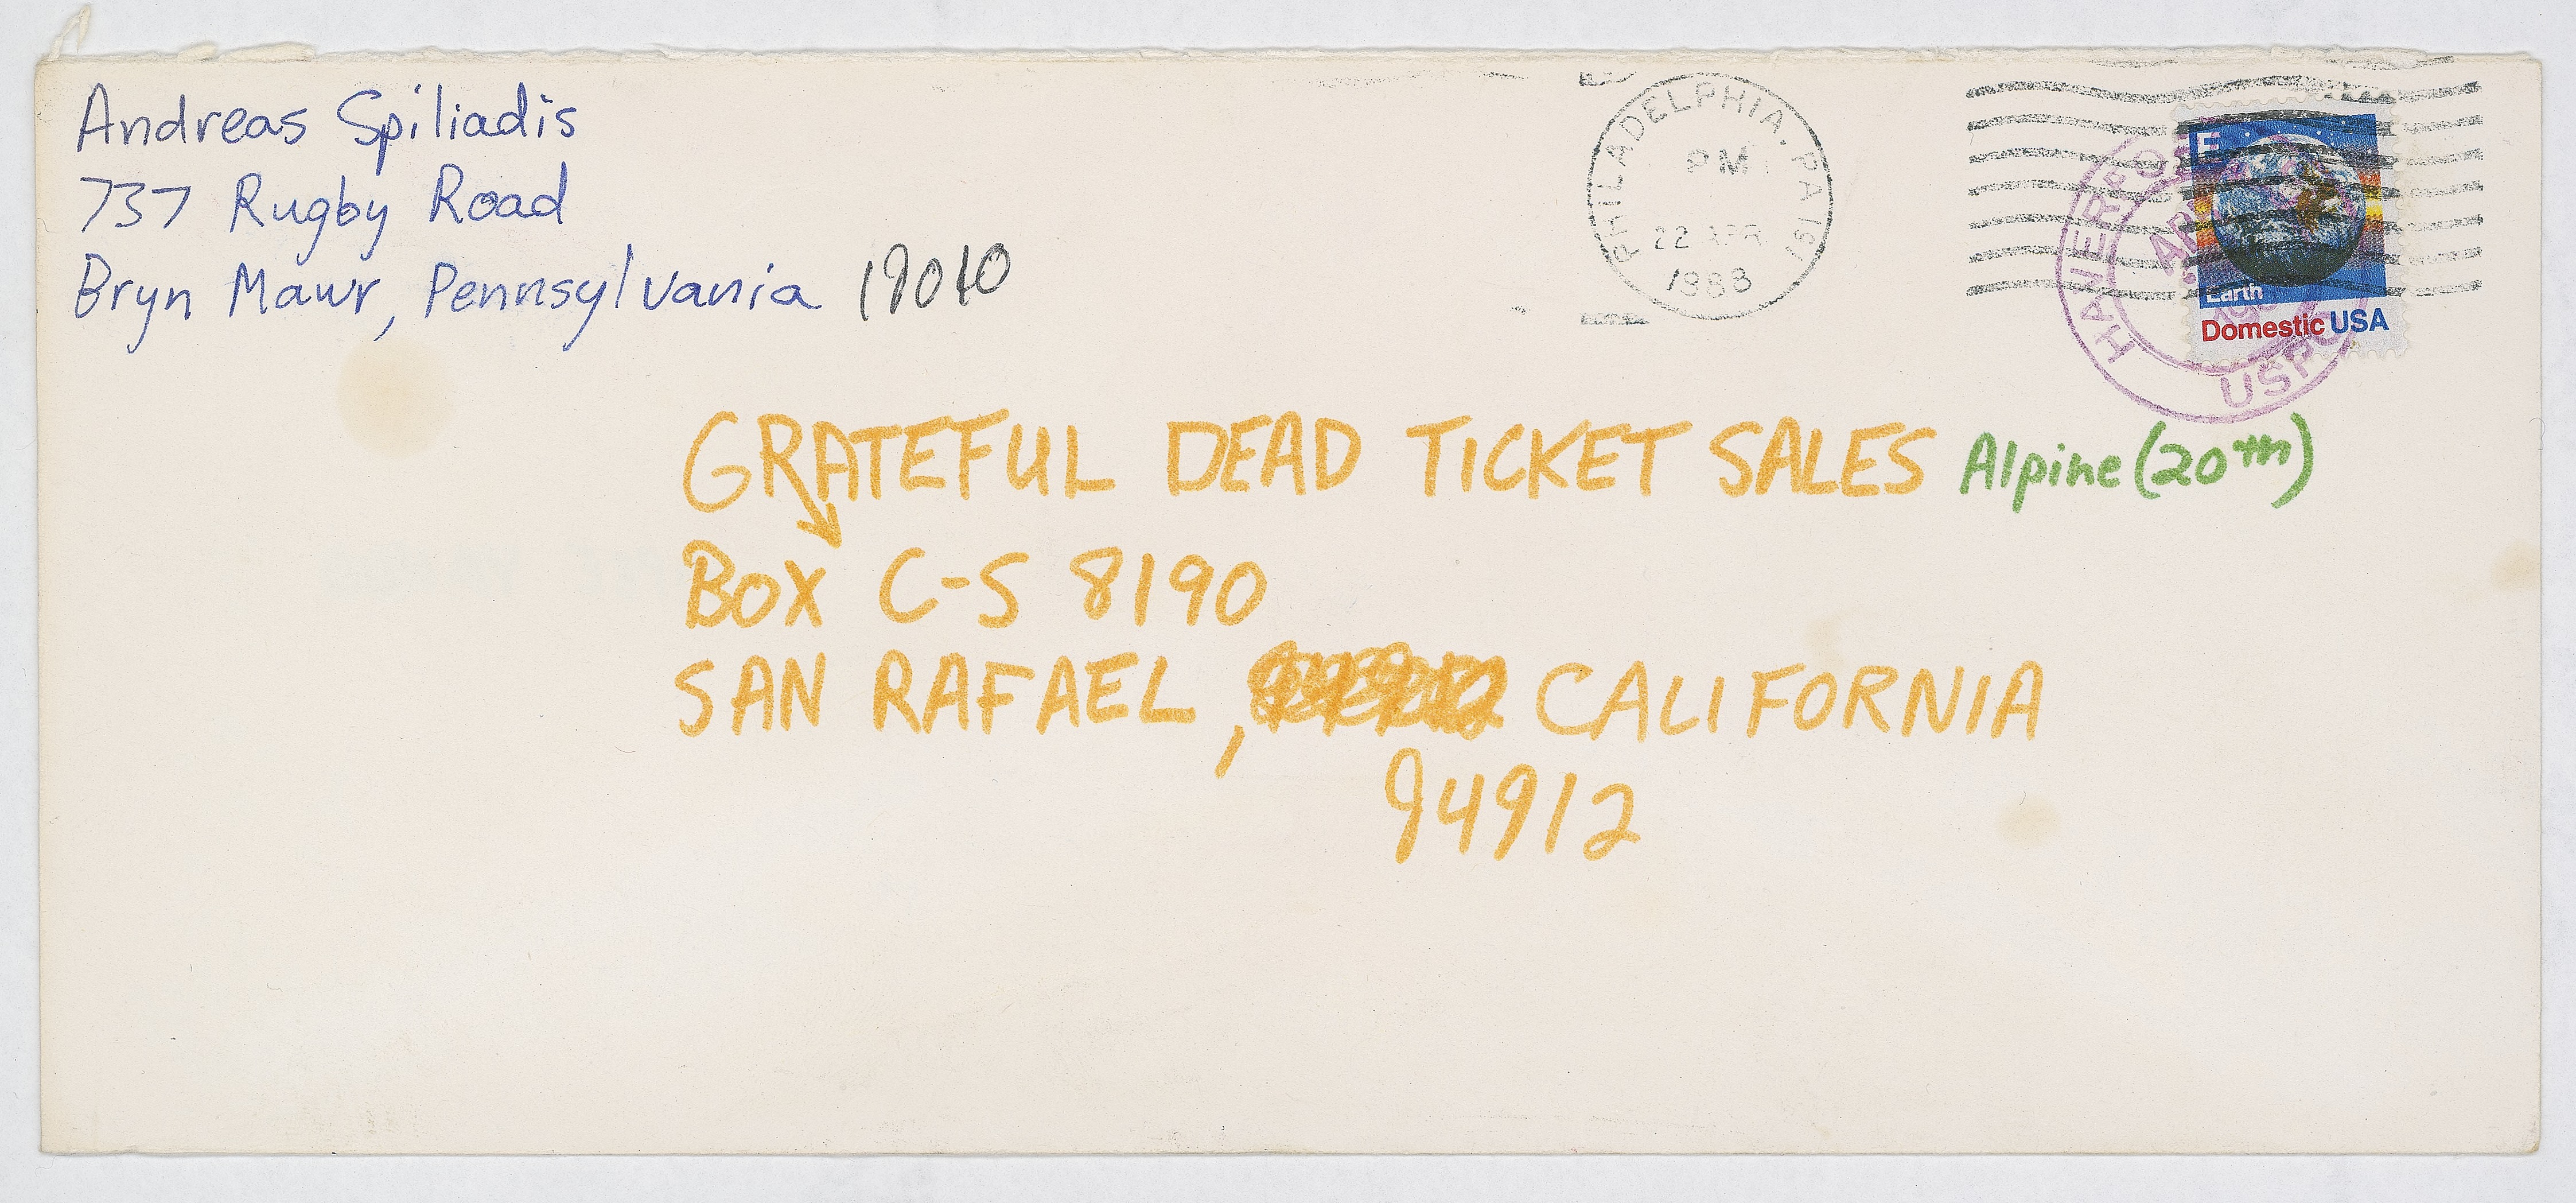 Andreas Spiliadis
737 Rugby Road
Bryn Mawr, Pennsylvania 19010
PHILADELPHIA, PA
PM
22 APR
1988
E
Earth
Domestic USA
USPO
GRATEFUL DEAD TICKET SALES Alpine (20th)
Box C-S 8190
SAN RAFAEL, CALIFORNIA
94912